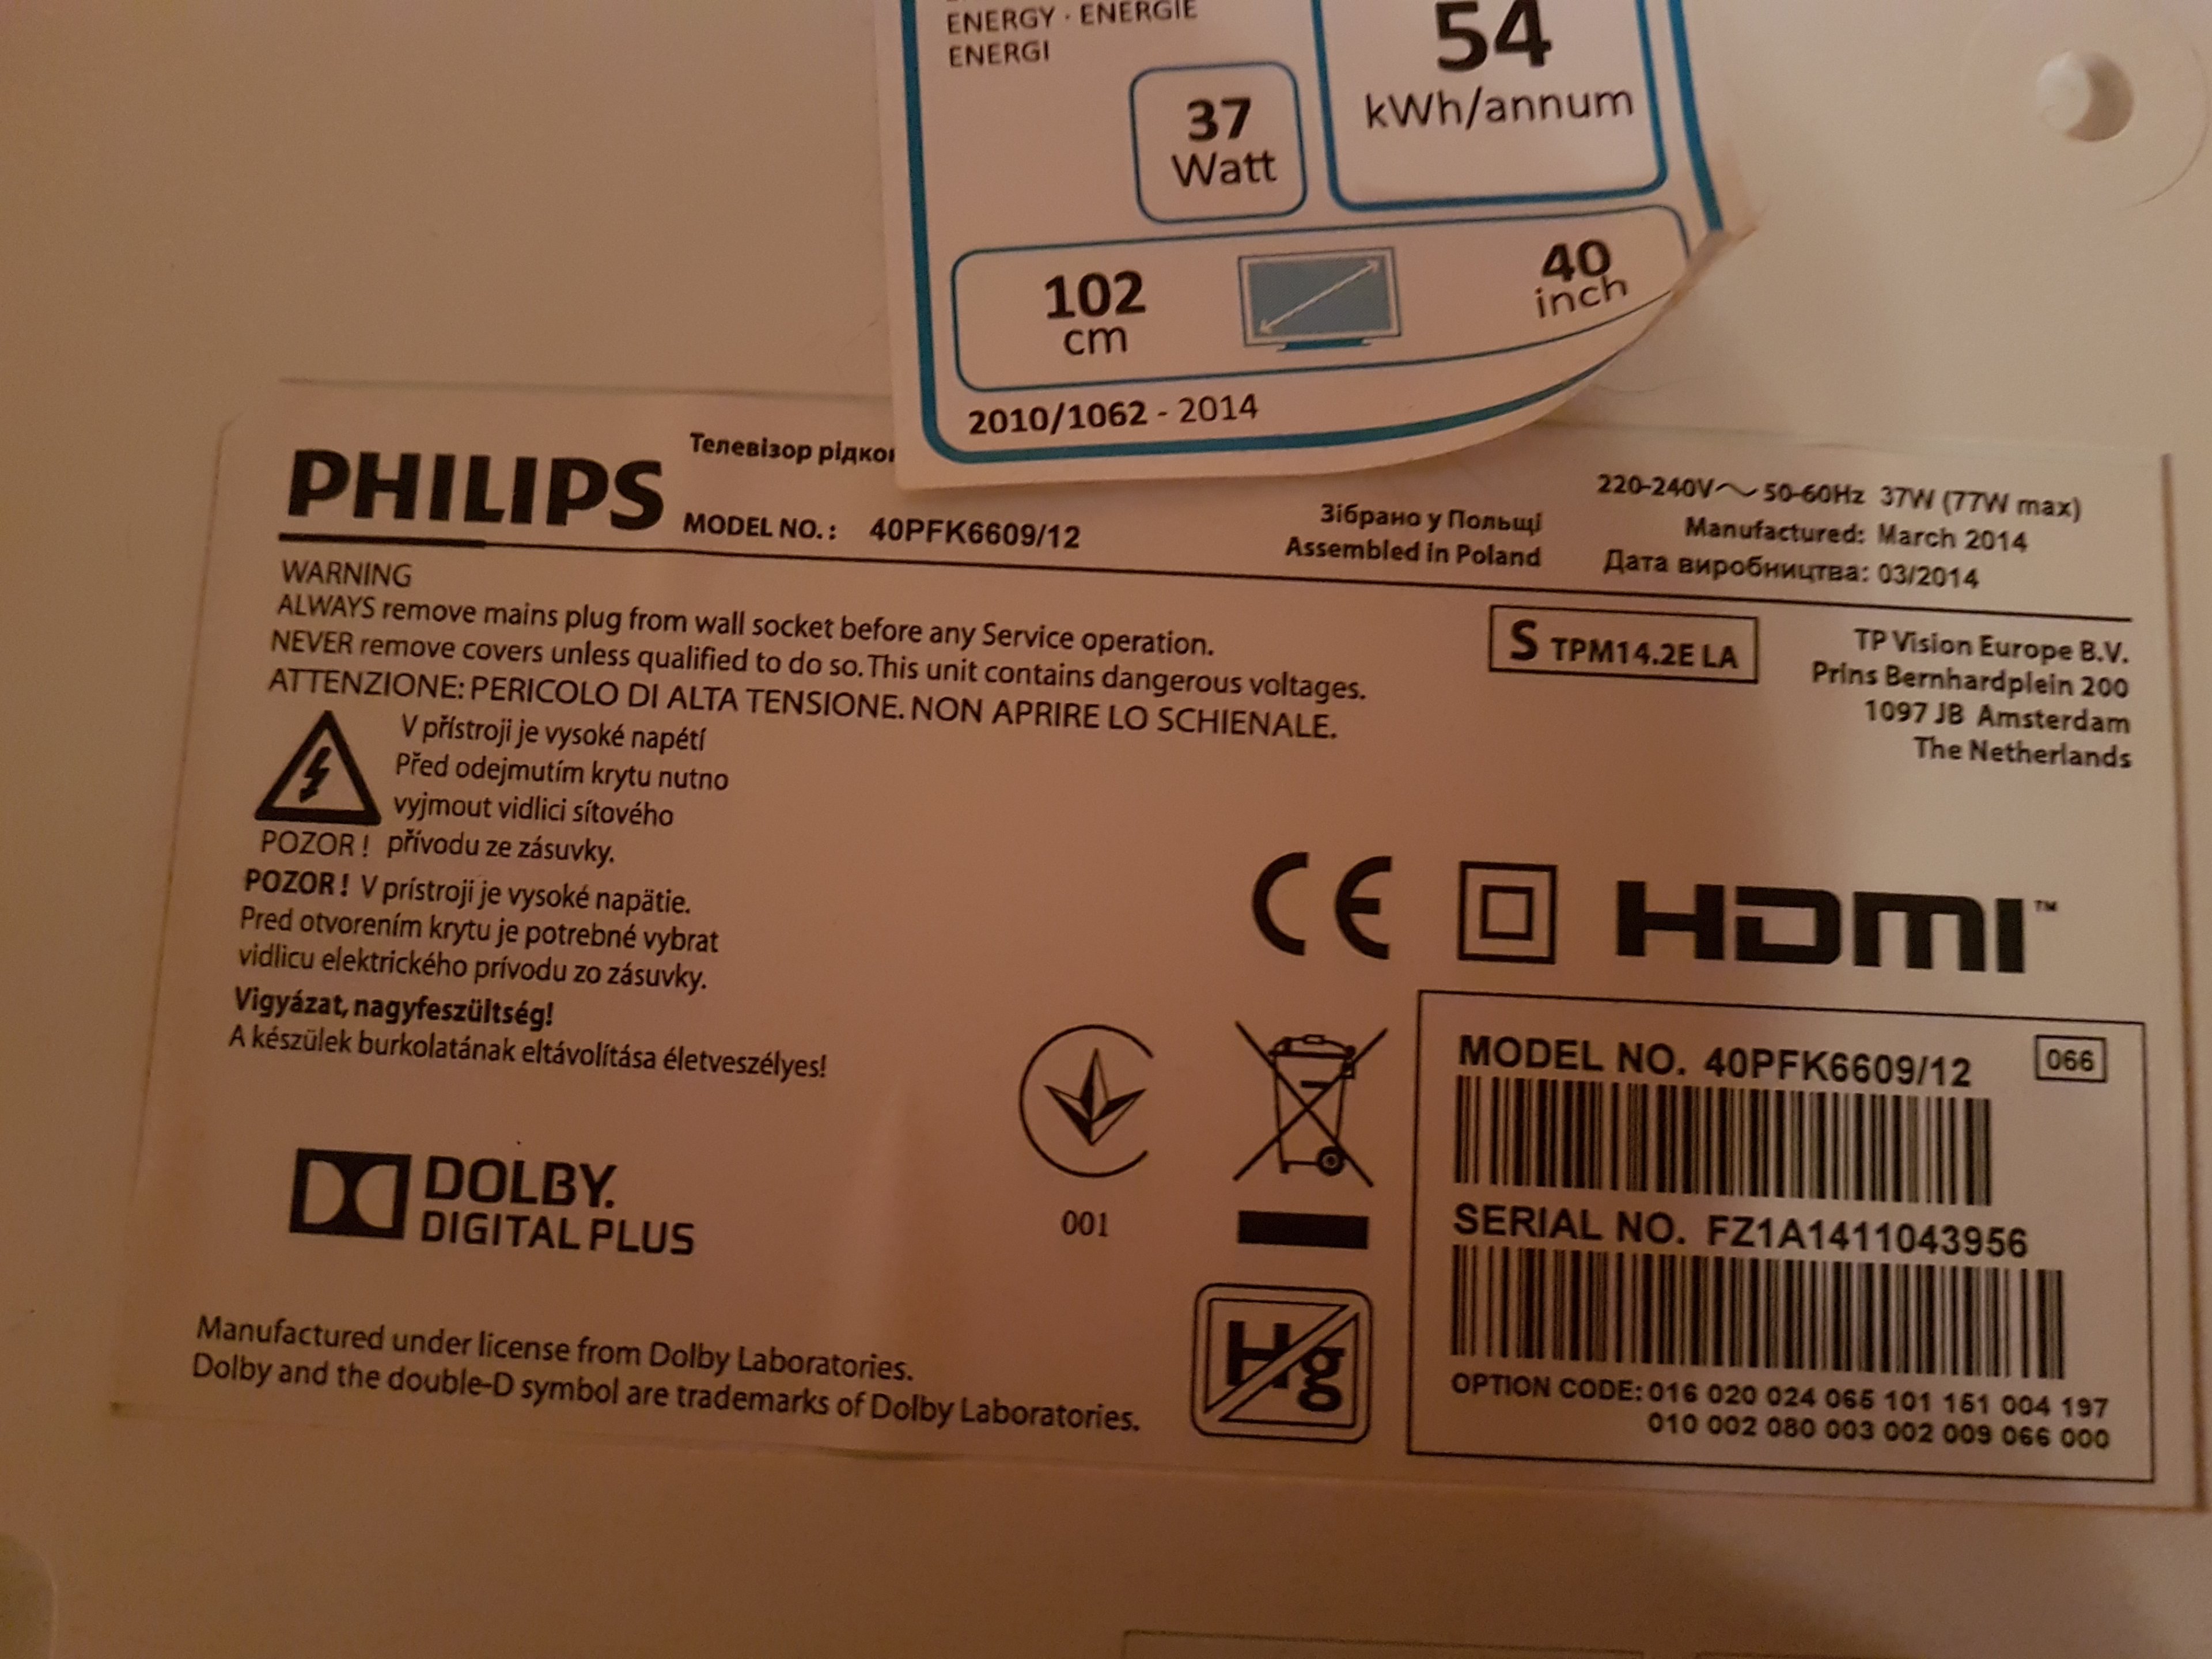 ENERGY · ENERGIE
ENERGI
54
kWh/annum
37
Watt
102
cm
40
inch
2010/1062 - 2014
PHILIPS
Телевізор
MODEL NO.: 40PFK6609/12
Зібрано у Польщі
Assembled in Poland
220-240V~ 50-60Hz 37W (77W max)
Manufactured: March 2014
Дата виробництва: 03/2014
WARNING
ALWAYS remove mains plug from wall socket before any Service operation.
NEVER remove covers unless qualified to do so. This unit contains dangerous voltages.
ATTENZIONE: PERICOLO DI ALTA TENSIONE. NON APRIRE LO SCHIENALE.
S TPM14.2E LA
TP Vision Europe B.V.
Prins Bernhardplein 200
1097 JB Amsterdam
The Netherlands
V přístroji je vysoké napétí
Před odejmutím krytu nutno
vyjmout vidlici sítového
POZOR! přívodu ze zásuvky.
POZOR! V prístroji je vysoké napätie.
Pred otvorením krytu je potrebné vybrat
vidlicu elektrického prívodu zo zásuvky.
Vigyázat, nagyfeszültség!
A készülek burkolatának eltávolítása életveszélyes!
CE
HDMI™
DOLBY.
DIGITAL PLUS
001
Hg
MODEL NO. 40PFK6609/12
066
SERIAL NO. FZ1A1411043956
OPTION CODE: 016 020 024 065 101 151 004 197
010 002 080 003 002 009 066 000
Manufactured under license from Dolby Laboratories.
Dolby and the double-D symbol are trademarks of Dolby Laboratories.